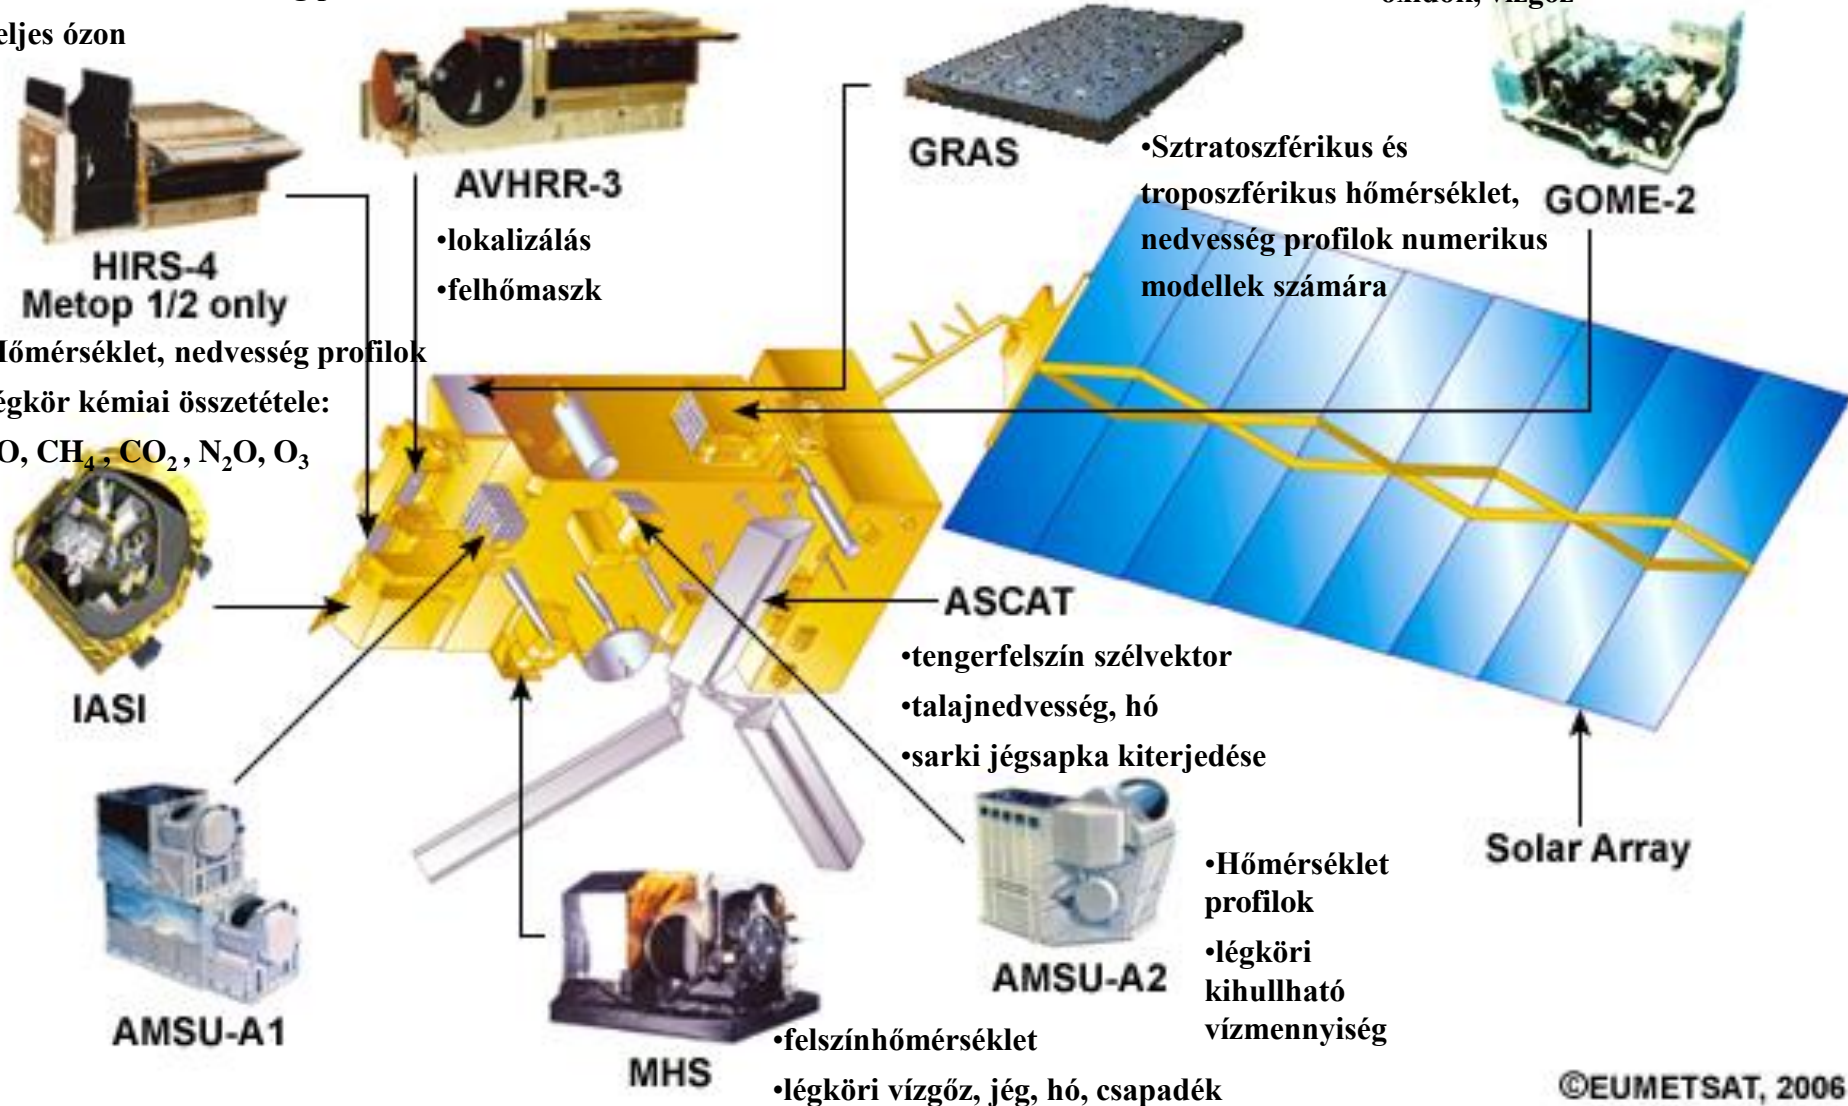 eljes ózon
HIRS-4
Metop 1/2 only
AVHRR-3
•lokalizálás
•felhőmaszk
GRAS
•Sztratoszférikus és
troposzférikus hőmérséklet,
nedvesség profilok numerikus
modellek számára
GOME-2
Hőmérséklet, nedvesség profilok
égkör kémiai összetétele:
O, CH₄ , CO₂ , N₂O, O₃
IASI
ASCAT
•tengerfelszín szélvektor
•talajnedvesség, hó
•sarki jégsapka kiterjedése
Solar Array
AMSU-A1
MHS
•felszínhőmérséklet
•légköri vízgőz, jég, hó, csapadék
AMSU-A2
•Hőmérséklet
profilok
•légköri
kihullható
vízmennyiség
©EUMETSAT, 2006